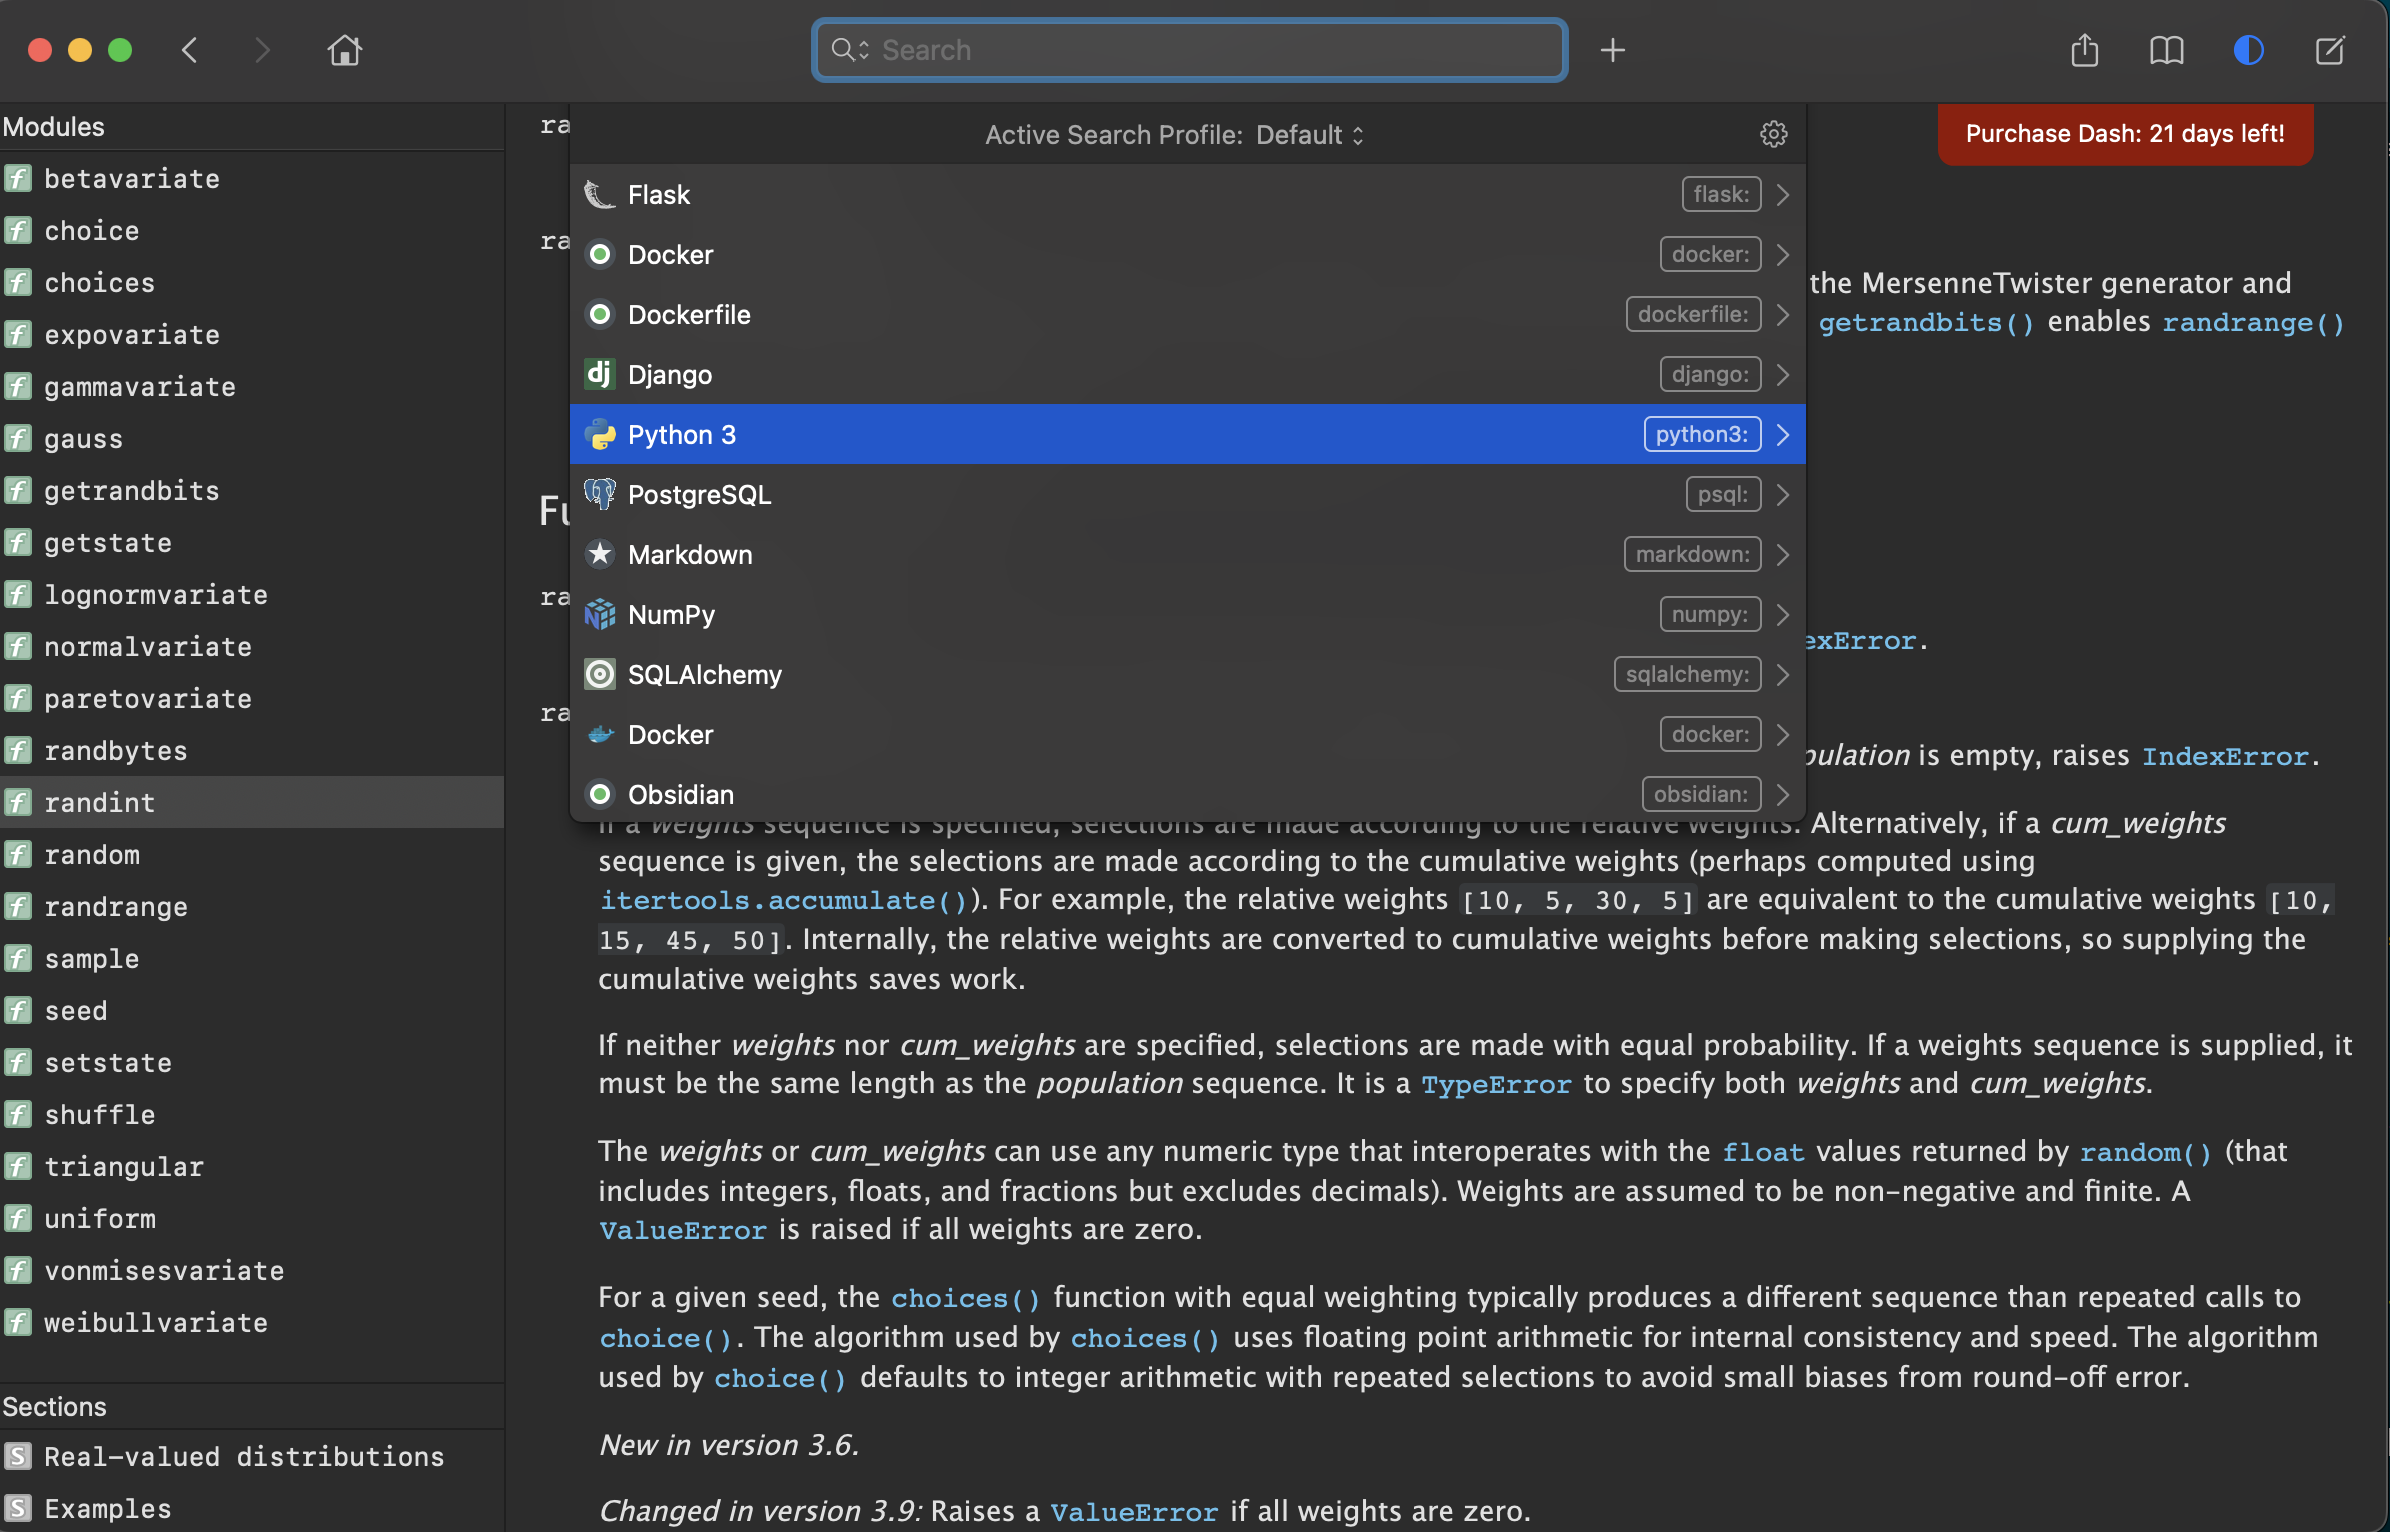 Search
Modules
betavariate
choice
choices
expovariate
gammavariate
gauss
getrandbits
getstate
lognormvariate
normalvariate
paretovariate
randbytes
randint
random
randrange
sample
seed
setstate
shuffle
triangular
uniform
vonmisesvariate
weibullvariate
Sections
Real-valued distributions
Examples
Active Search Profile: Default
Purchase Dash: 21 days left!
Flask flask:
Docker docker:
Dockerfile dockerfile:
Django django:
Python 3 python3:
PostgreSQL psql:
Markdown markdown:
NumPy numpy:
SQLAlchemy sqlalchemy:
Docker docker:
Obsidian obsidian:
the MersenneTwister generator and
getrandbits() enables randrange()
exError.
pulation is empty, raises IndexError.
If a weights sequence is specified, selections are made according to the relative weights. Alternatively, if a cum_weights
sequence is given, the selections are made according to the cumulative weights (perhaps computed using
itertools.accumulate()). For example, the relative weights [10, 5, 30, 5] are equivalent to the cumulative weights [10,
15, 45, 50]. Internally, the relative weights are converted to cumulative weights before making selections, so supplying the
cumulative weights saves work.
If neither weights nor cum_weights are specified, selections are made with equal probability. If a weights sequence is supplied, it
must be the same length as the population sequence. It is a TypeError to specify both weights and cum_weights.
The weights or cum_weights can use any numeric type that interoperates with the float values returned by random() (that
includes integers, floats, and fractions but excludes decimals). Weights are assumed to be non-negative and finite. A
ValueError is raised if all weights are zero.
For a given seed, the choices() function with equal weighting typically produces a different sequence than repeated calls to
choice(). The algorithm used by choices() uses floating point arithmetic for internal consistency and speed. The algorithm
used by choice() defaults to integer arithmetic with repeated selections to avoid small biases from round-off error.
New in version 3.6.
Changed in version 3.9: Raises a ValueError if all weights are zero.